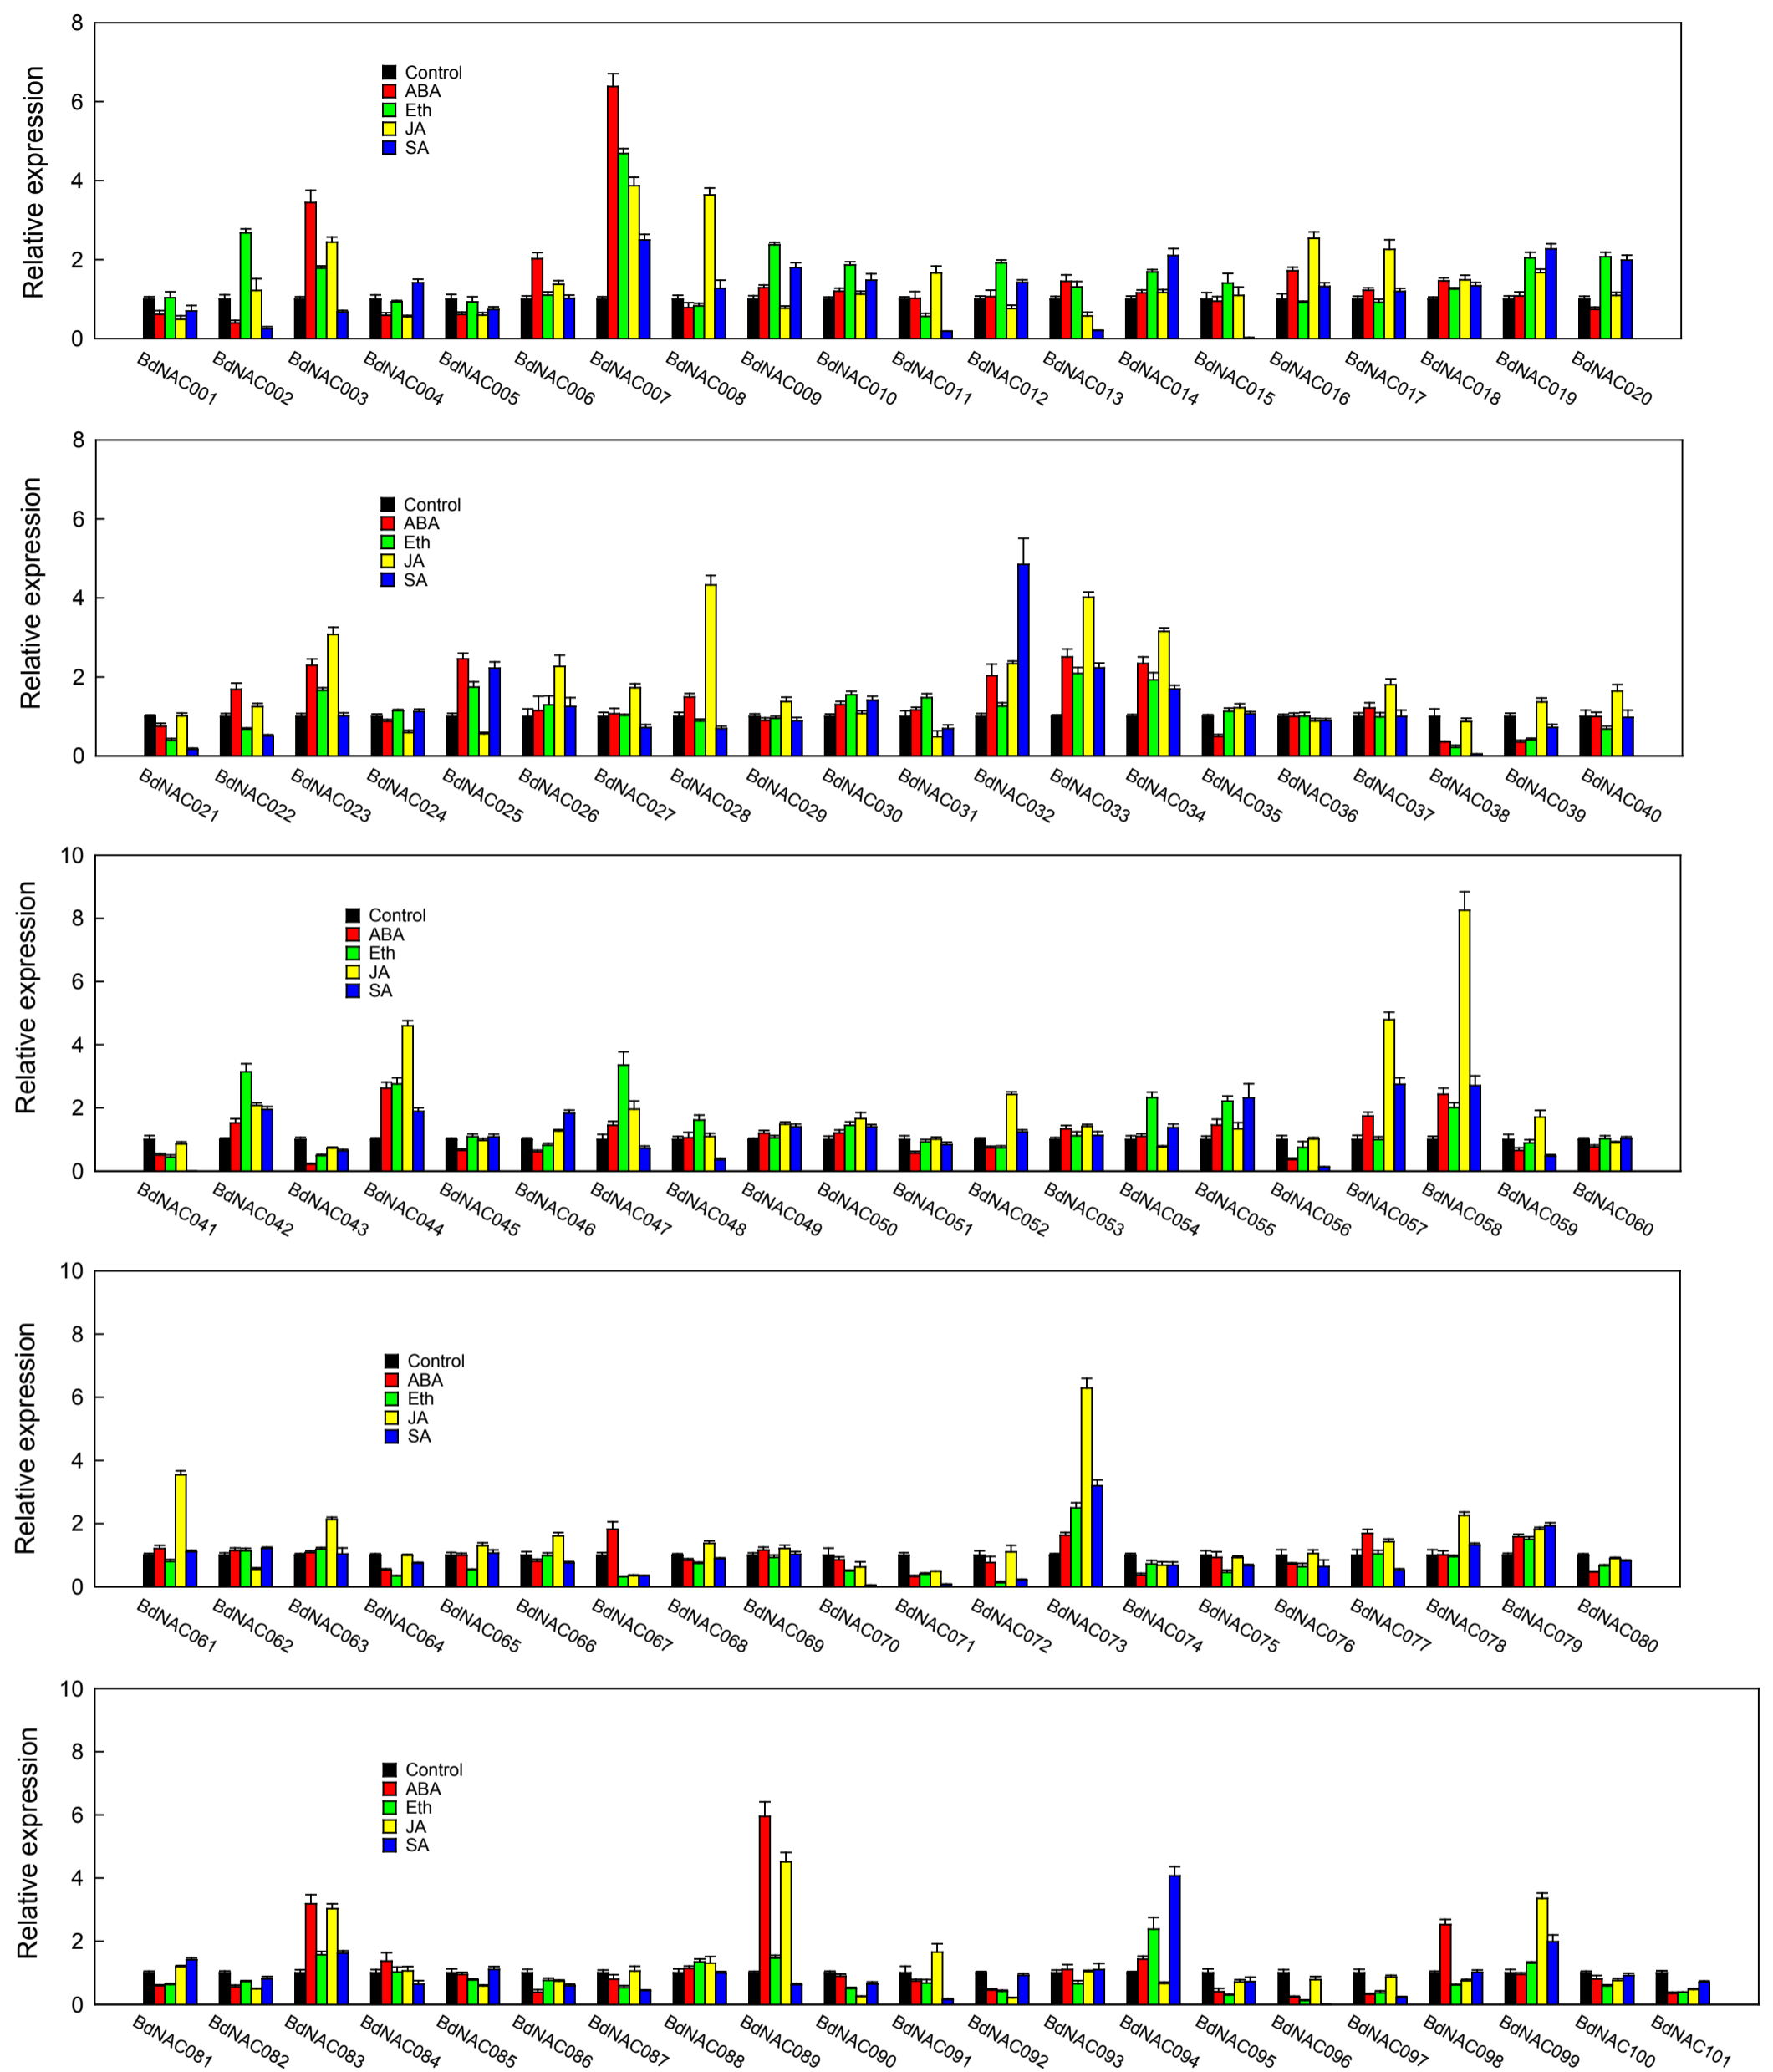 8
6
4
2
0
Relative expression
Control
ABA
Eth
JA
SA
BdNAC001 BdNAC002 BdNAC003 BdNAC004 BdNAC005 BdNAC006 BdNAC007 BdNAC008 BdNAC009 BdNAC010 BdNAC011 BdNAC012 BdNAC013 BdNAC014 BdNAC015 BdNAC016 BdNAC017 BdNAC018 BdNAC019 BdNAC020
8
6
4
2
0
Relative expression
Control
ABA
Eth
JA
SA
BdNAC021 BdNAC022 BdNAC023 BdNAC024 BdNAC025 BdNAC026 BdNAC027 BdNAC028 BdNAC029 BdNAC030 BdNAC031 BdNAC032 BdNAC033 BdNAC034 BdNAC035 BdNAC036 BdNAC037 BdNAC038 BdNAC039 BdNAC040
10
8
6
4
2
0
Relative expression
Control
ABA
Eth
JA
SA
BdNAC041 BdNAC042 BdNAC043 BdNAC044 BdNAC045 BdNAC046 BdNAC047 BdNAC048 BdNAC049 BdNAC050 BdNAC051 BdNAC052 BdNAC053 BdNAC054 BdNAC055 BdNAC056 BdNAC057 BdNAC058 BdNAC059 BdNAC060
10
8
6
4
2
0
Relative expression
Control
ABA
Eth
JA
SA
BdNAC061 BdNAC062 BdNAC063 BdNAC064 BdNAC065 BdNAC066 BdNAC067 BdNAC068 BdNAC069 BdNAC070 BdNAC071 BdNAC072 BdNAC073 BdNAC074 BdNAC075 BdNAC076 BdNAC077 BdNAC078 BdNAC079 BdNAC080
10
8
6
4
2
0
Relative expression
Control
ABA
Eth
JA
SA
BdNAC081 BdNAC082 BdNAC083 BdNAC084 BdNAC085 BdNAC086 BdNAC087 BdNAC088 BdNAC089 BdNAC090 BdNAC091 BdNAC092 BdNAC093 BdNAC094 BdNAC095 BdNAC096 BdNAC097 BdNAC098 BdNAC099 BdNAC100 BdNAC101